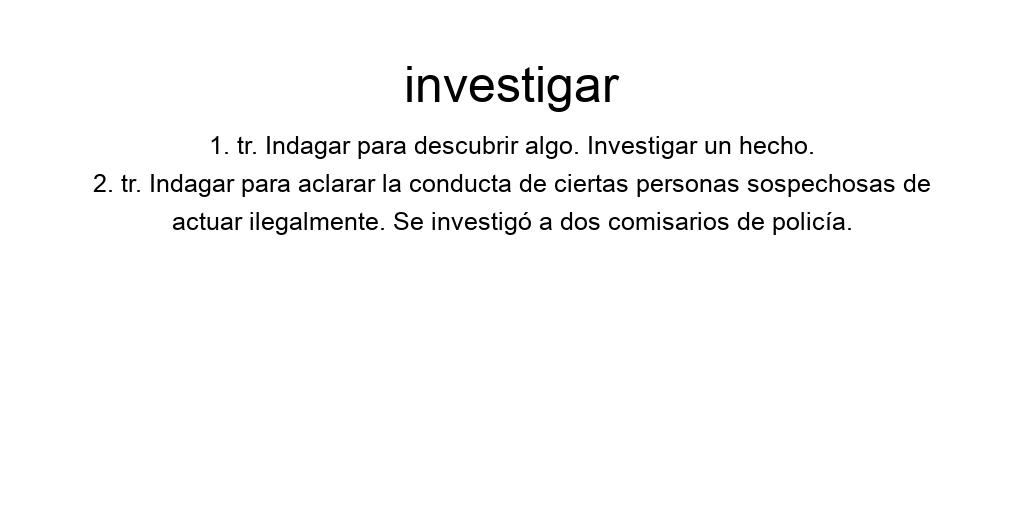 investigar
1. tr. Indagar para descubrir algo. Investigar un hecho.
2. tr. Indagar para aclarar la conducta de ciertas personas sospechosas de
actuar ilegalmente. Se investigó a dos comisarios de policía.